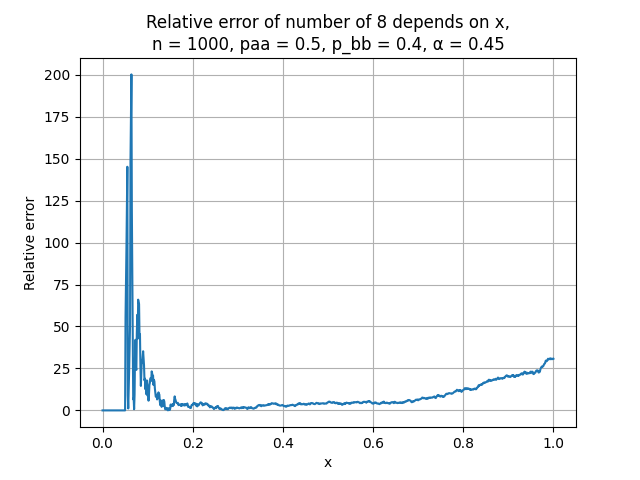 Relative error of number of 8 depends on x,
n = 1000, paa = 0.5, p_bb = 0.4, α = 0.45
200
175
150
125
100
75
50
25
0
Relative error
0.0 0.2 0.4 0.6 0.8 1.0
x